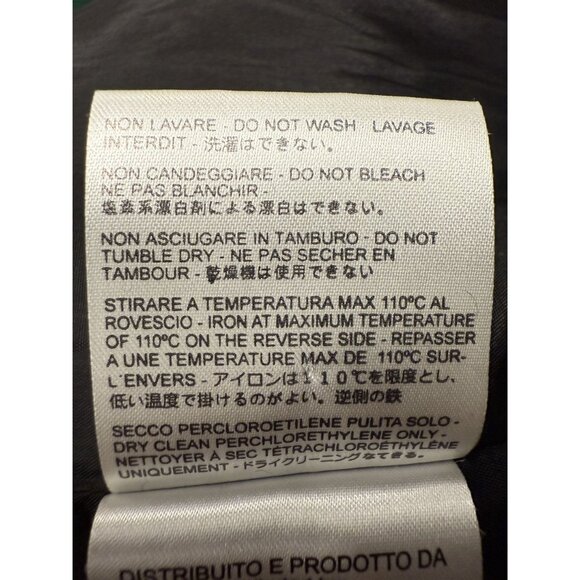 NON LAVARE - DO NOT WASH LAVAGE
INTERDIT - 洗濯はできない。
NON CANDEGGIARE - DO NOT BLEACH
NE PAS BLANCHIR -
塩素系漂白剤による漂白はできない。
NON ASCIUGARE IN TAMBURO - DO NOT
TUMBLE DRY - NE PAS SECHER EN
TAMBOUR - 乾燥機は使用できない
STIRARE A TEMPERATURA MAX 110ºC AL
ROVESCIO - IRON AT MAXIMUM TEMPERATURE
OF 110ºC ON THE REVERSE SIDE - REPASSER
A UNE TEMPERATURE MAX DE 110ºC SUR-
L'ENVERS - アイロンは110℃を限度とし、
低い温度で掛けるのがよい。逆側の鉄
SECCO PERCLOROETILENE PULITA SOLO -
DRY CLEAN PERCHLORETHYLENE ONLY -
NETTOYER À SEC TÉTRACHLOROÉTHYLÈNE
UNIQUEMENT - ドライクリーニングなてきる。
DISTRIBUITO E PRODOTTO DA